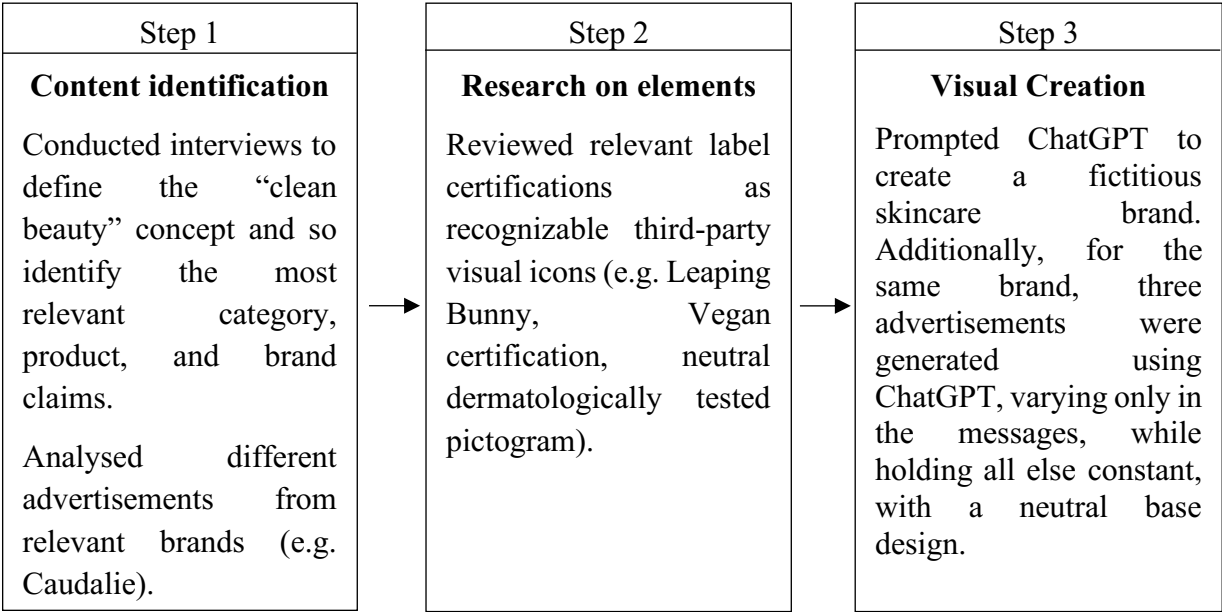 Step 1
Content identification
Conducted interviews to
define the “clean
beauty” concept and so
identify the most
relevant category,
product, and brand
claims.
Analysed different
advertisements from
relevant brands (e.g.
Caudalie).
Step 2
Research on elements
Reviewed relevant label
certifications as
recognizable third-party
visual icons (e.g. Leaping
Bunny, Vegan
certification, neutral
dermatologically tested
pictogram).
Step 3
Visual Creation
Prompted ChatGPT to
create a fictitious
skincare brand.
Additionally, for the
same brand, three
advertisements were
generated using
ChatGPT, varying only in
the messages, while
holding all else constant,
with a neutral base
design.